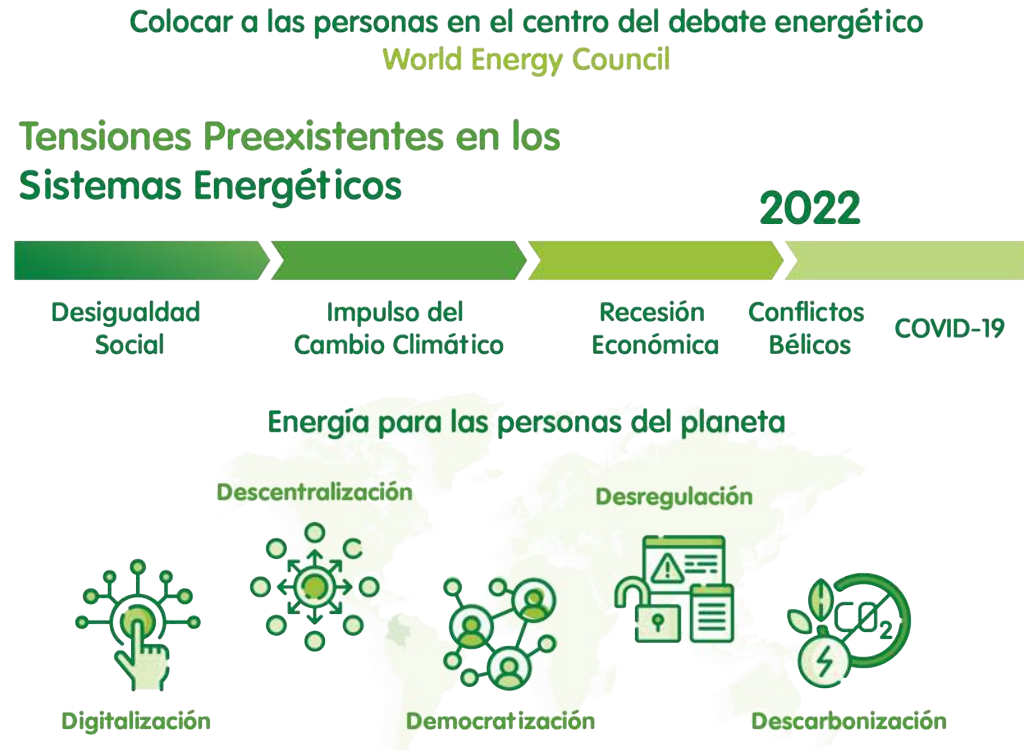 Colocar a las personas en el centro del debate energético
World Energy Council
Tensiones Preexistentes en los
Sistemas Energéticos
2022
Desigualdad
Social
Impulso del
Cambio Climático
Recesión
Económica
Conflictos
Bélicos
COVID-19
Energía para las personas del planeta
Descentralización
Desregulación
CO2
Digitalización
Democratización
Descarbonización